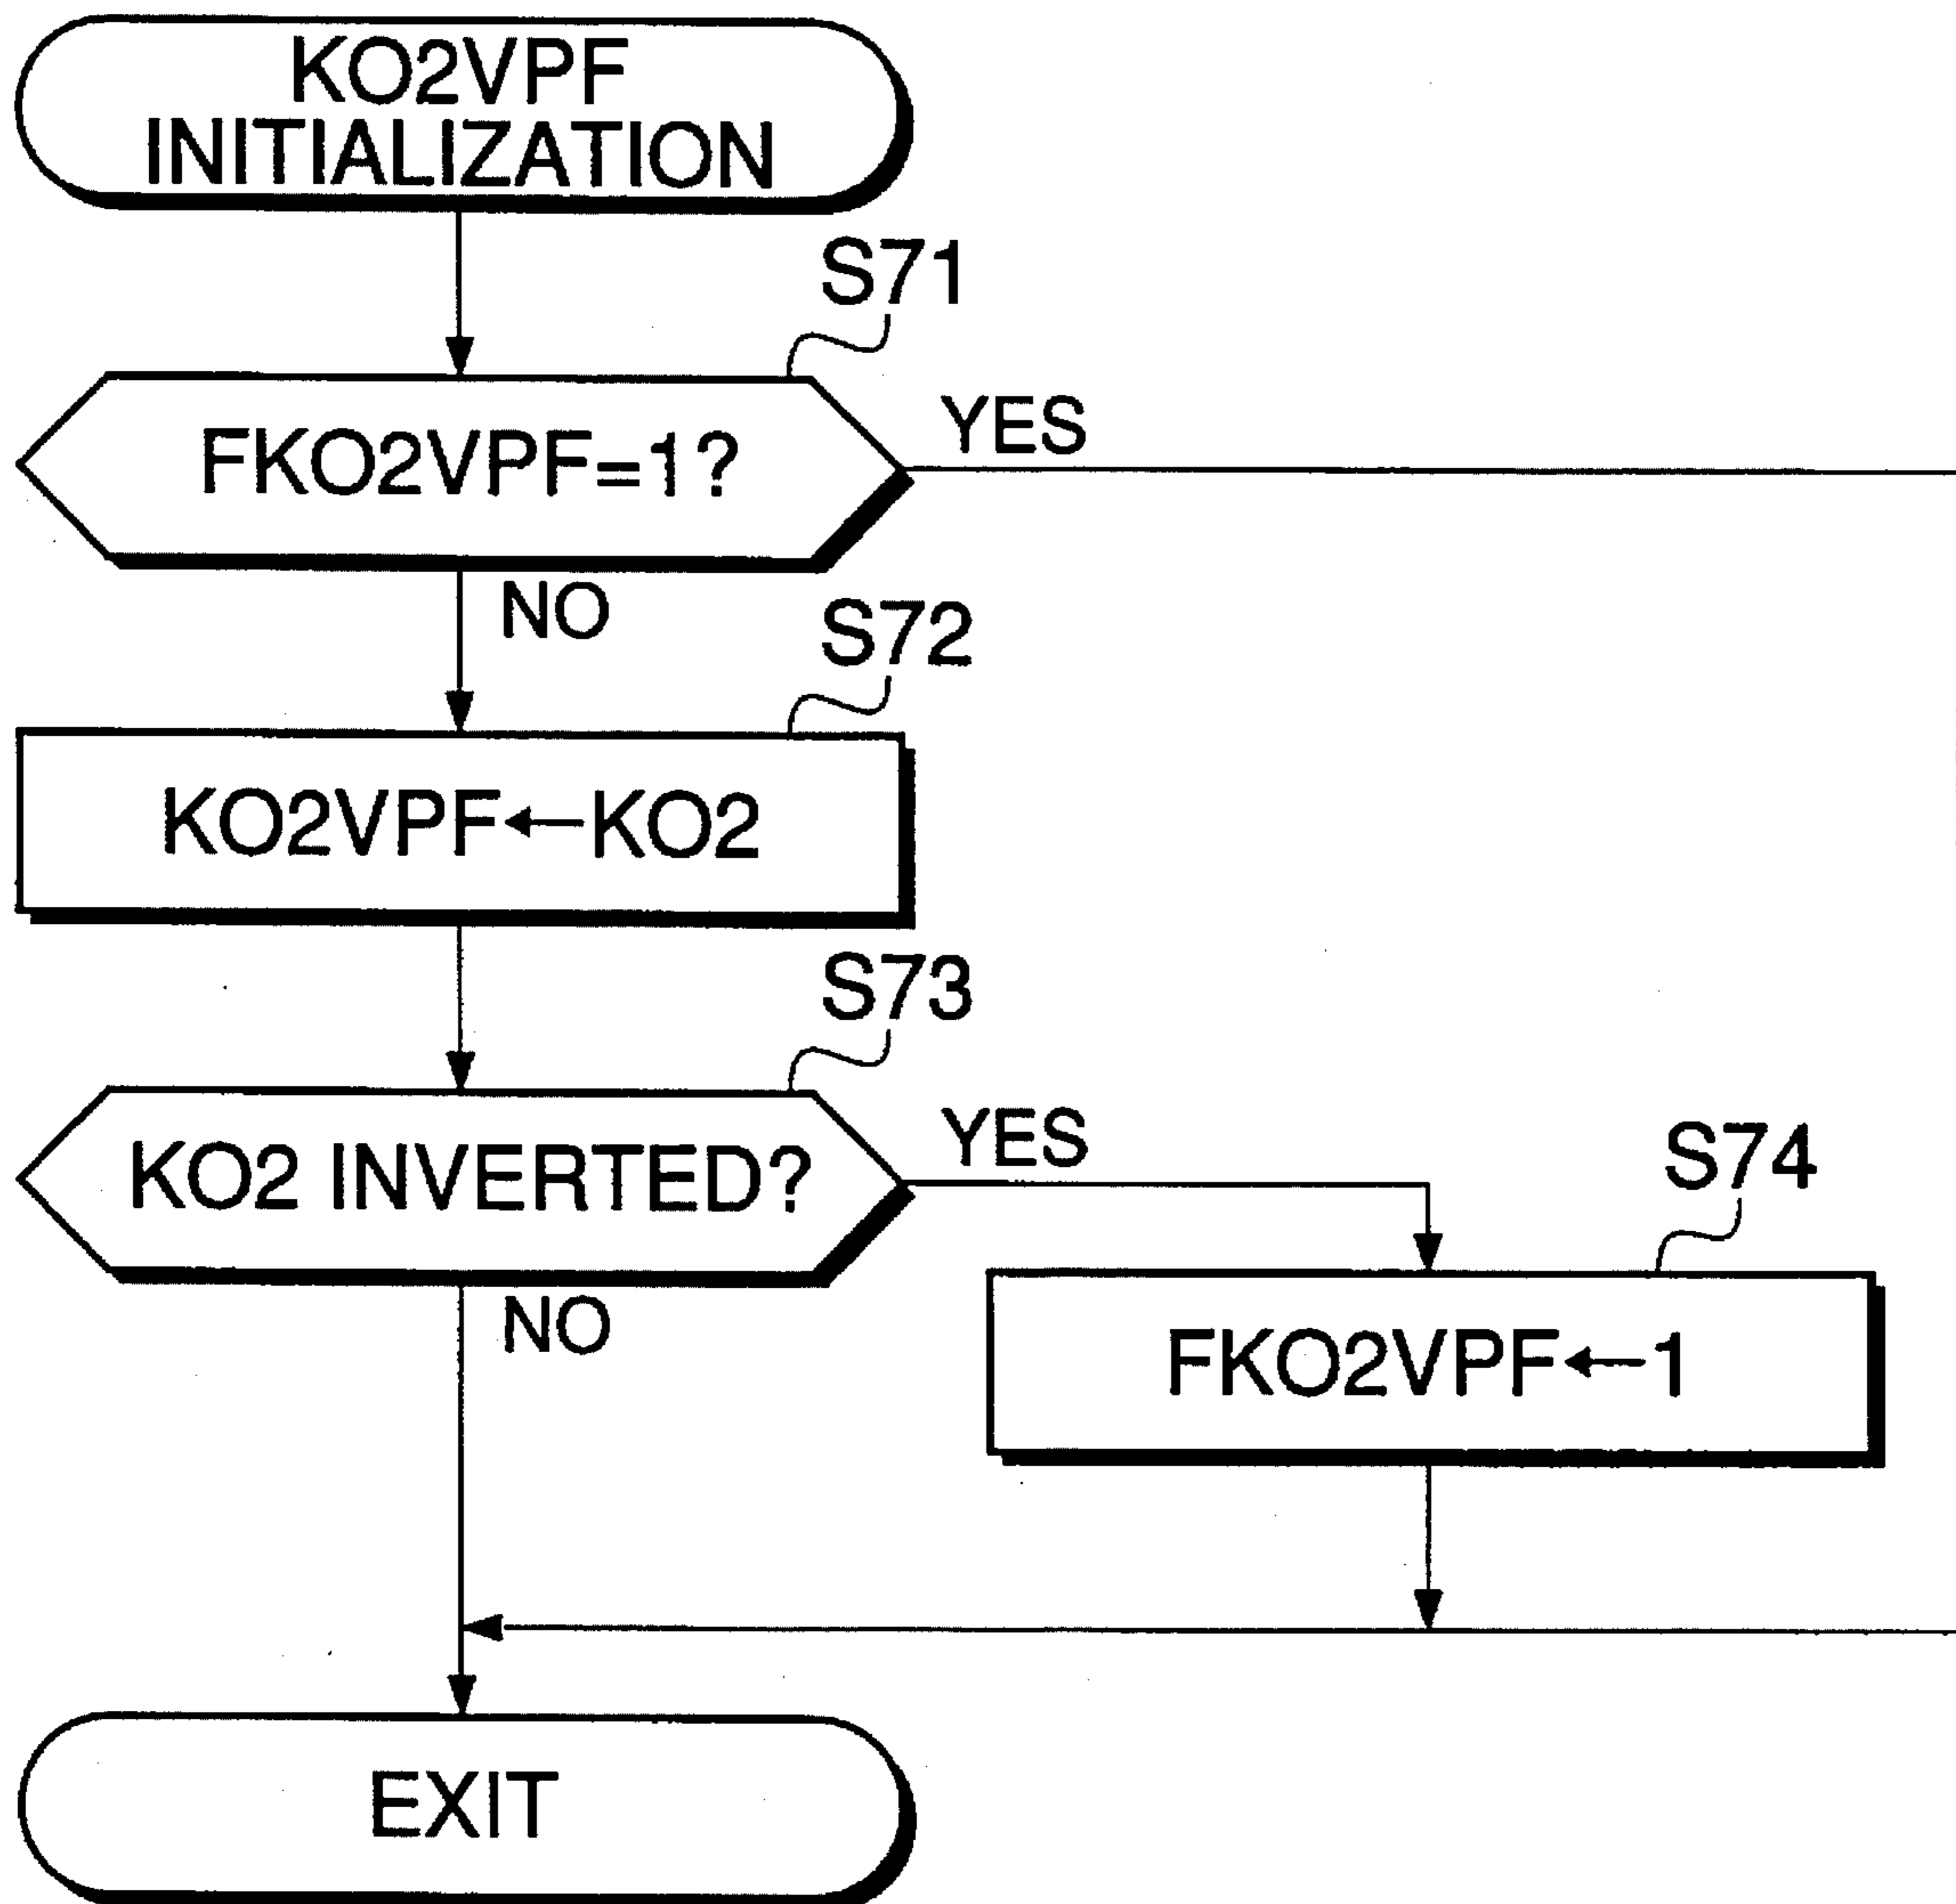 KO2VPF
INITIALIZATION
S71
FKO2VPF=1?
YES
NO
S72
KO2VPF←KO2
S73
KO2 INVERTED?
YES
S74
NO
FKO2VPF←1
EXIT